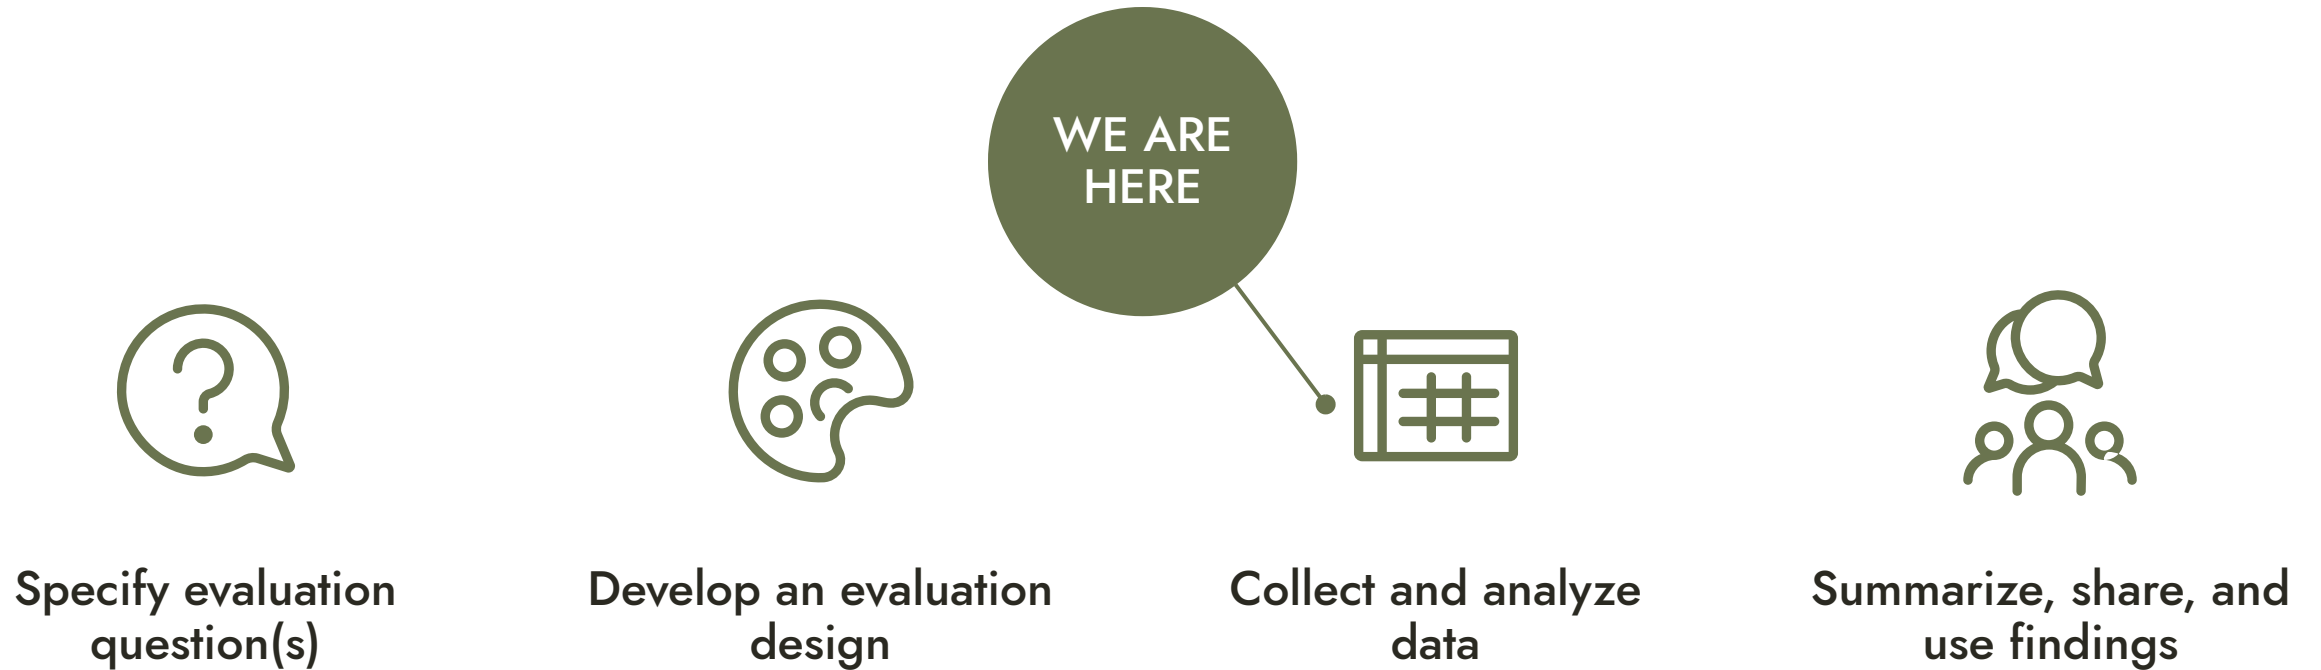 WE ARE
HERE
Specify evaluation
question(s)
Develop an evaluation
design
Collect and analyze
data
Summarize, share, and
use findings